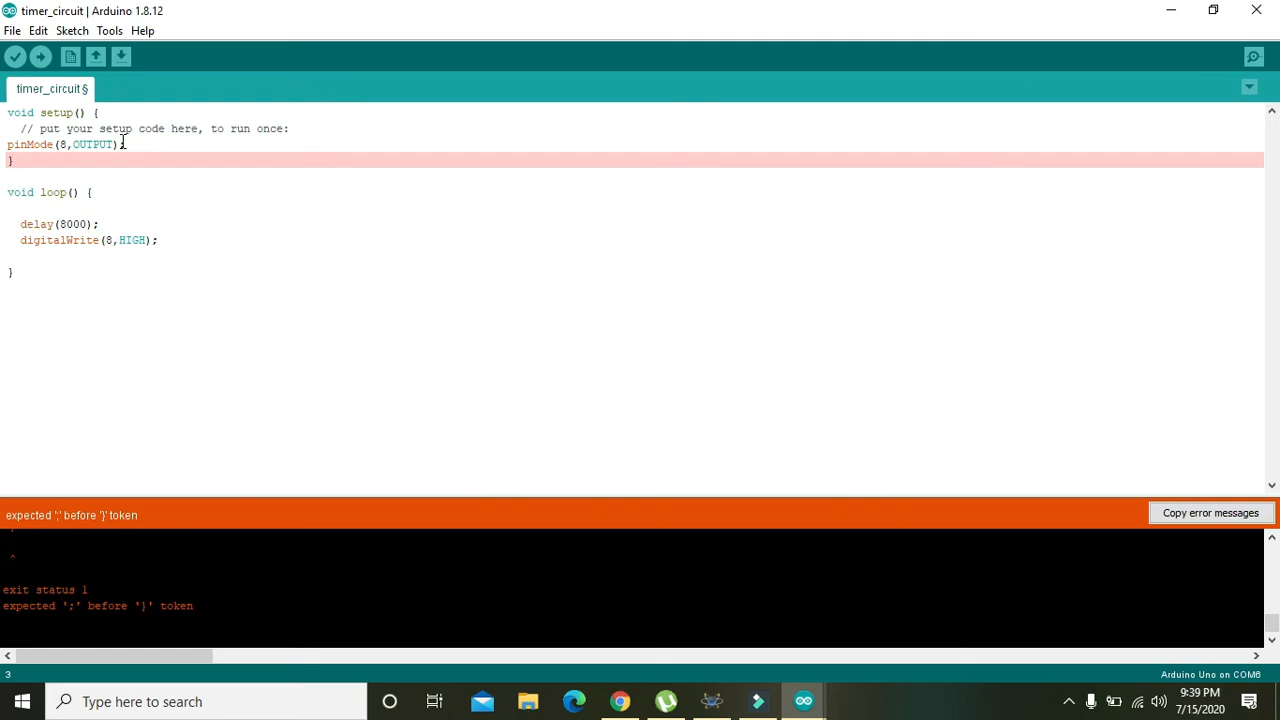 timer_circuit | Arduino 1.8.12
File Edit Sketch Tools Help
timer_circuit §
void setup() {
// put your setup code here, to run once:
pinMode(8,OUTPUT);
}
void loop() {
delay(8000);
digitalWrite(8,HIGH);
}
expected ';' before '}' token
Copy error messages
^
exit status 1
expected ';' before '}' token
3
Arduino Uno on COM6
Type here to search
9:39 PM
7/15/2020